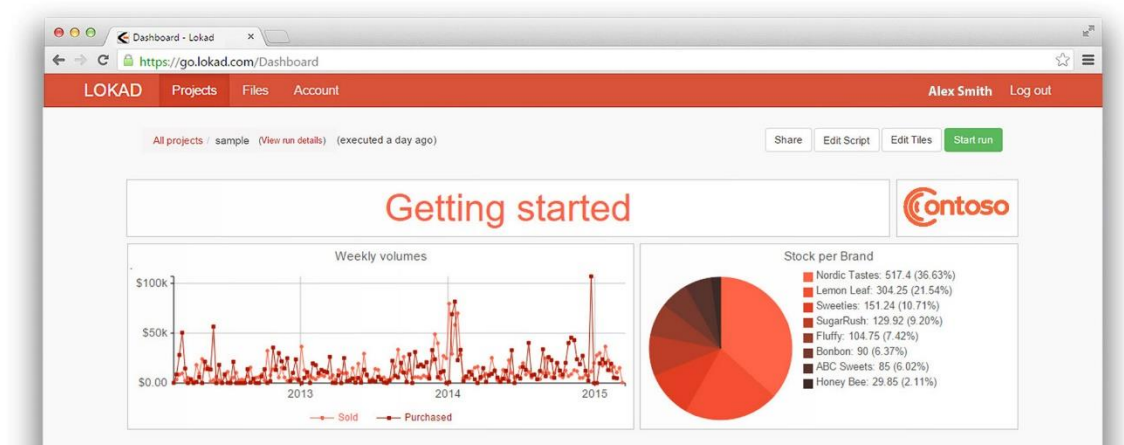 Dashboard - Lokad
https://go.lokad.com/Dashboard
LOKAD Projects Files Account Alex Smith Log out
All projects / sample (View run details) (executed a day ago) Share Edit Script Edit Tiles Start run
Getting started
Contoso
Weekly volumes
$100k
$50k
$0.00
2013 2014 2015
Sold Purchased
Stock per Brand
Nordic Tastes: 517.4 (36.63%)
Lemon Leaf: 304.25 (21.54%)
Sweeties: 151.24 (10.71%)
SugarRush: 129.92 (9.20%)
Fluffy: 104.75 (7.42%)
Bonbon: 90 (6.37%)
ABC Sweets: 85 (6.02%)
Honey Bee: 29.85 (2.11%)